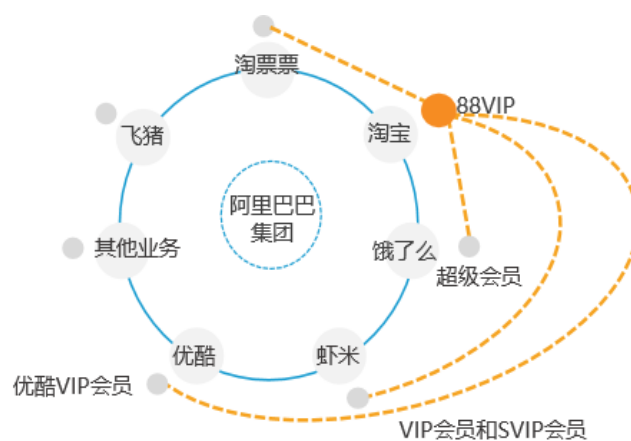 淘票票
88VIP
飞猪
淘宝
阿里巴巴
集团
其他业务
饿了么
超级会员
优酷
虾米
优酷VIP会员
VIP会员和SVIP会员